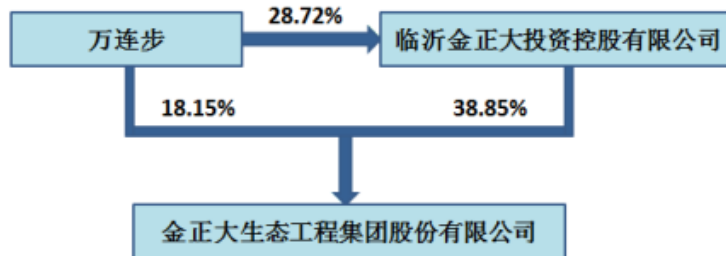 28.72%
万连步
临沂金正大投资控股有限公司
18.15%
38.85%
金正大生态工程集团股份有限公司